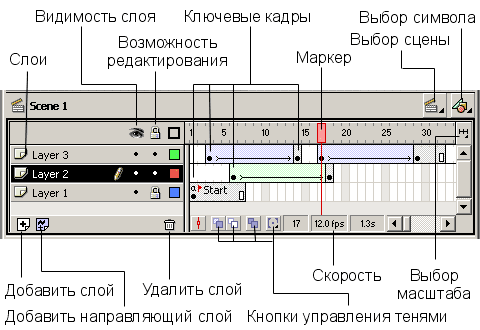 Видимость слоя
Ключевые кадры
Выбор символа
Слои
Возможность
редактирования
Маркер
Выбор сцены
Scene 1
1 5 10 15 20 25 30
Layer 3
Layer 2
Layer 1
a Start
17 12.0 fps 1.3s
Добавить слой
Удалить слой
Скорость
Выбор
масштаба
Добавить направляющий слой
Кнопки управления тенями